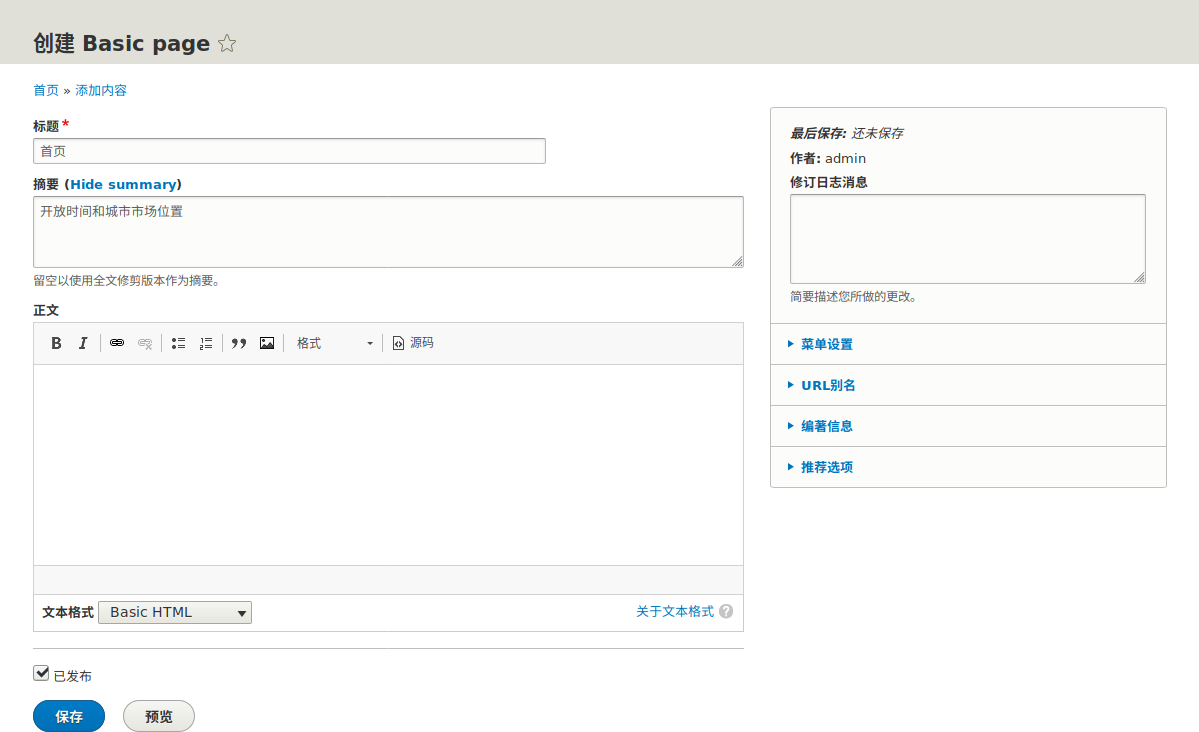 创建 Basic page
首页 » 添加内容
标题*
首页
摘要 (Hide summary)
开放时间和城市市场位置
留空以使用全文修剪版本作为摘要。
正文
B I 格式 源码
文本格式 Basic HTML 关于文本格式 ?
已发布
保存 预览
最后保存: 还未保存
作者: admin
修订日志消息
简要描述您所做的更改。
菜单设置
URL别名
编著信息
推荐选项